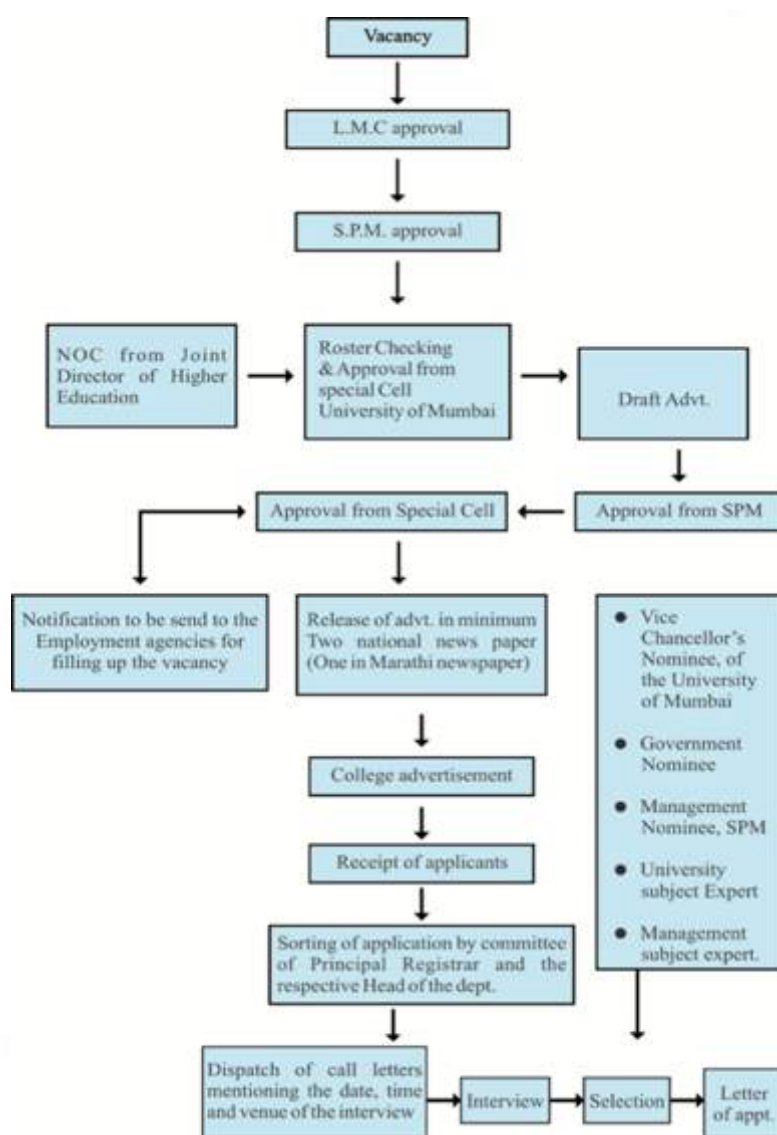 Vacancy
L.M.C approval
S.P.M. approval
NOC from Joint
Director of Higher
Education
Roster Checking
& Approval from
special Cell
University of Mumbai
Draft Advt.
Approval from Special Cell
Approval from SPM
Notification to be send to the
Employment agencies for
filling up the vacancy
Release of advt. in minimum
Two national news paper
(One in Marathi newspaper)
● Vice
Chancellor's
Nominee, of
the University
of Mumbai
● Government
Nominee
● Management
Nominee, SPM
● University
subject Expert
● Management
subject expert.
College advertisement
Receipt of applicants
Sorting of application by committee
of Principal Registrar and the
respective Head of the dept.
Dispatch of call letters
mentioning the date, time
and venue of the interview
Interview
Selection
Letter
of appt.